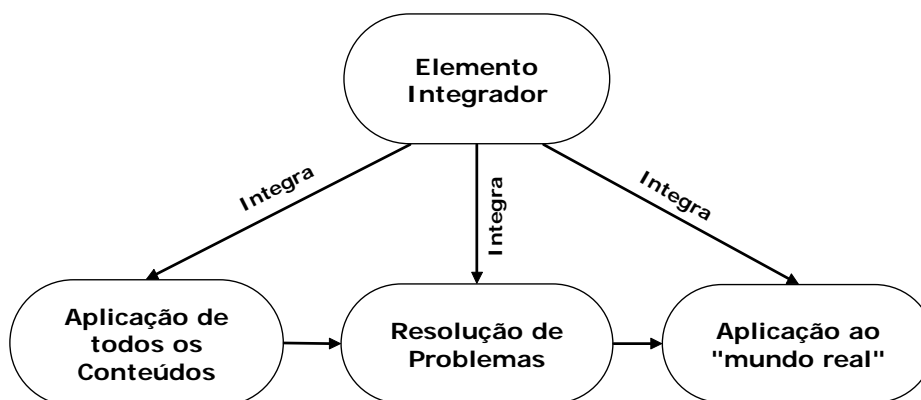 Elemento
Integrador
Integra
Integra
Integra
Aplicação de
todos os
Conteúdos
Resolução de
Problemas
Aplicação ao
"mundo real"